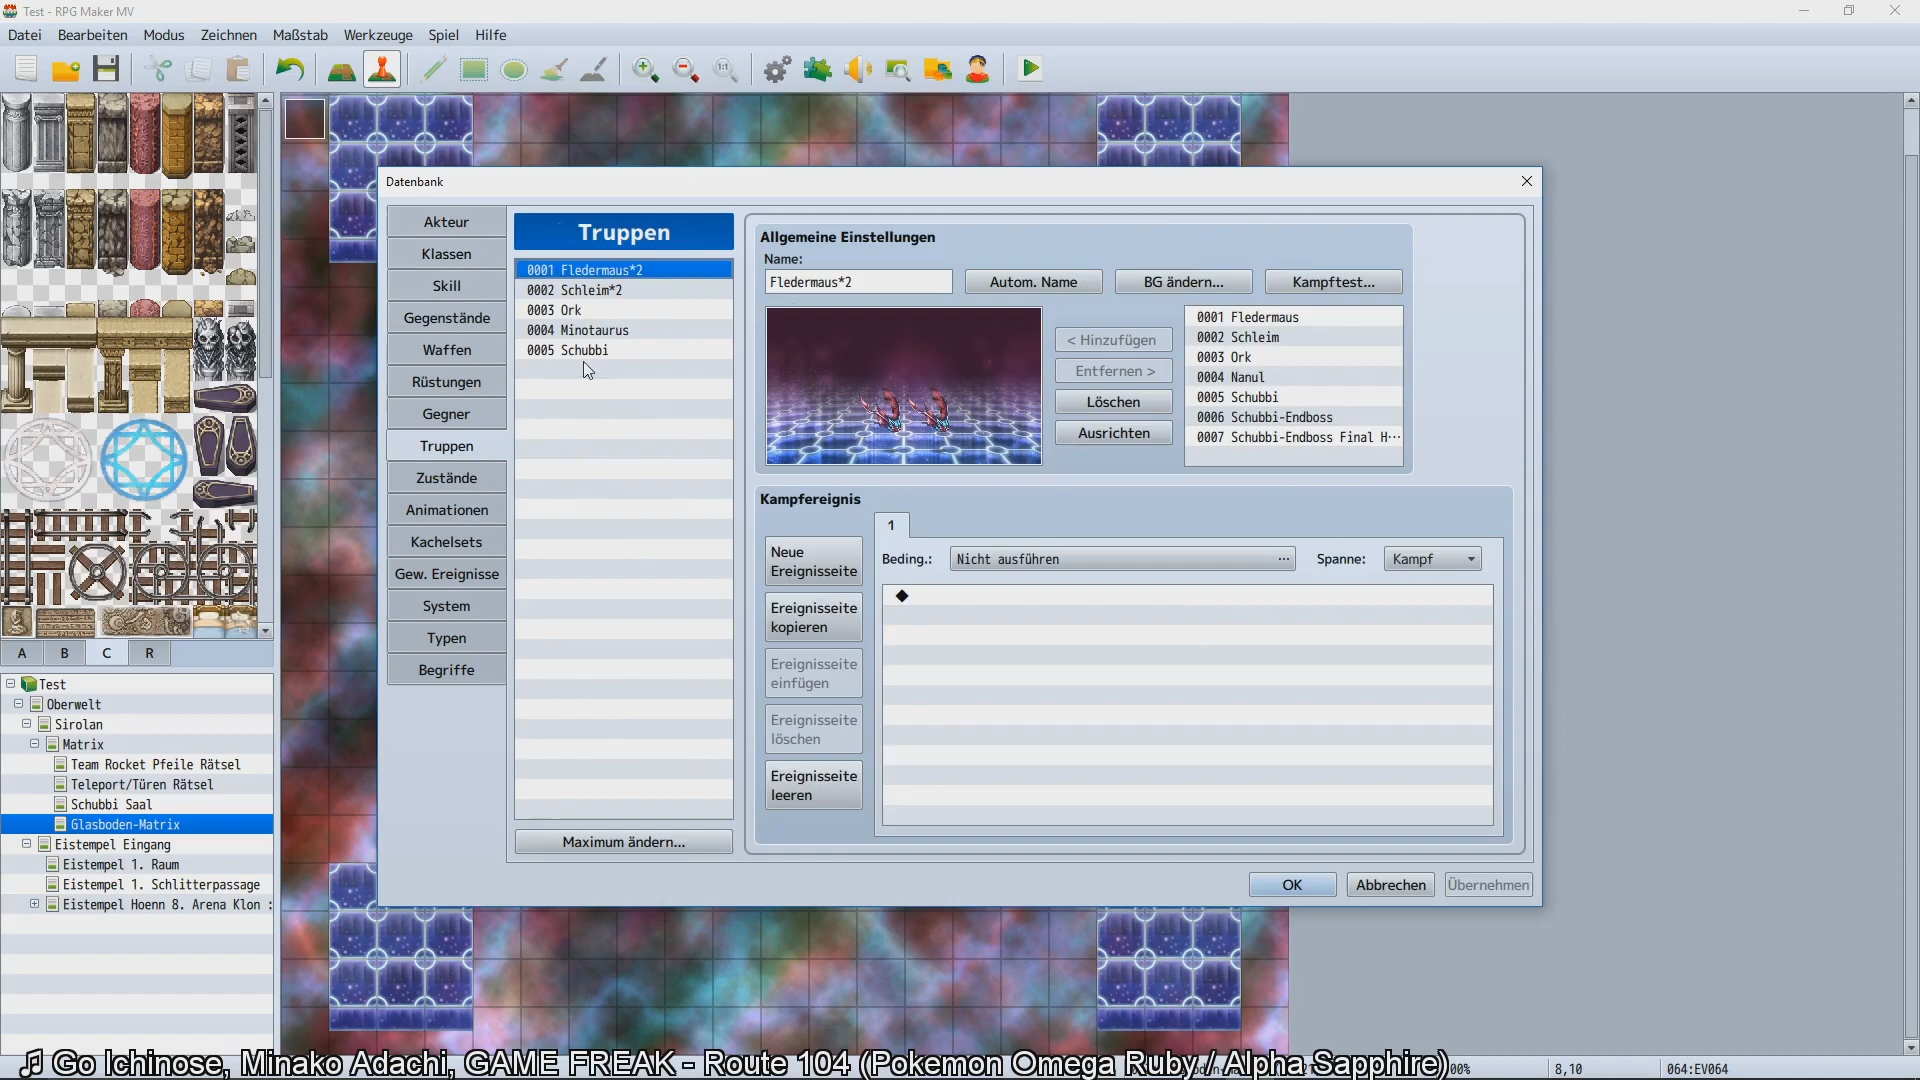 Test - RPG Maker MV
Datei Bearbeiten Modus Zeichnen Maßstab Werkzeuge Spiel Hilfe
1:1
A B C R
Test
Oberwelt
Sirolan
Matrix
Team Rocket Pfeile Rätsel
Teleport/Türen Rätsel
Schubbi Saal
Glasboden-Matrix
Eistempel Eingang
Eistempel 1. Raum
Eistempel 1. Schlitterpassage
Eistempel Hoenn 8. Arena Klon :
Datenbank
Akteur
Klassen
Skill
Gegenstände
Waffen
Rüstungen
Gegner
Truppen
Zustände
Animationen
Kachelsets
Gew. Ereignisse
System
Typen
Begriffe
Truppen
0001 Fledermaus*2
0002 Schleim*2
0003 Ork
0004 Minotaurus
0005 Schubbi
Maximum ändern...
Allgemeine Einstellungen
Name:
Fledermaus*2
Autom. Name
BG ändern...
Kampftest...
< Hinzufügen
Entfernen >
Löschen
Ausrichten
0001 Fledermaus
0002 Schleim
0003 Ork
0004 Nanul
0005 Schubbi
0006 Schubbi-Endboss
0007 Schubbi-Endboss Final H…
Kampfereignis
1
Neue
Ereignisseite
Ereignisseite
kopieren
Ereignisseite
einfügen
Ereignisseite
löschen
Ereignisseite
leeren
Beding.: Nicht ausführen ... Spanne: Kampf
◆
OK Abbrechen Übernehmen
♫ Go Ichinose, Minako Adachi, GAME FREAK - Route 104 (Pokemon Omega Ruby / Alpha Sapphire)
8,10 064:EV064